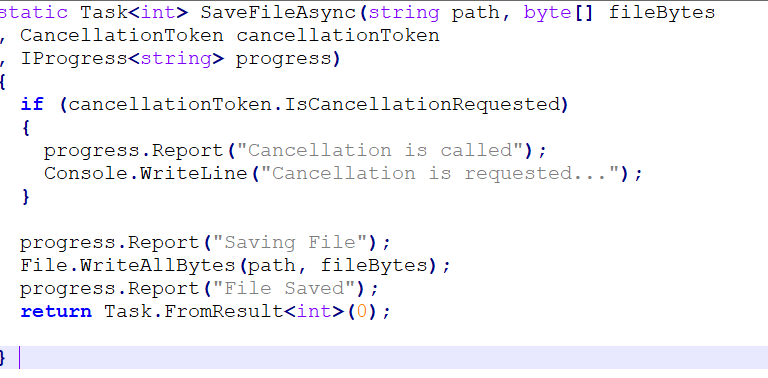 static Task<int> SaveFileAsync(string path, byte[] fileBytes
, CancellationToken cancellationToken
, IProgress<string> progress)
{
if (cancellationToken.IsCancellationRequested)
{
progress.Report("Cancellation is called");
Console.WriteLine("Cancellation is requested...");
}
progress.Report("Saving File");
File.WriteAllBytes(path, fileBytes);
progress.Report("File Saved");
return Task.FromResult<int>(0);
}